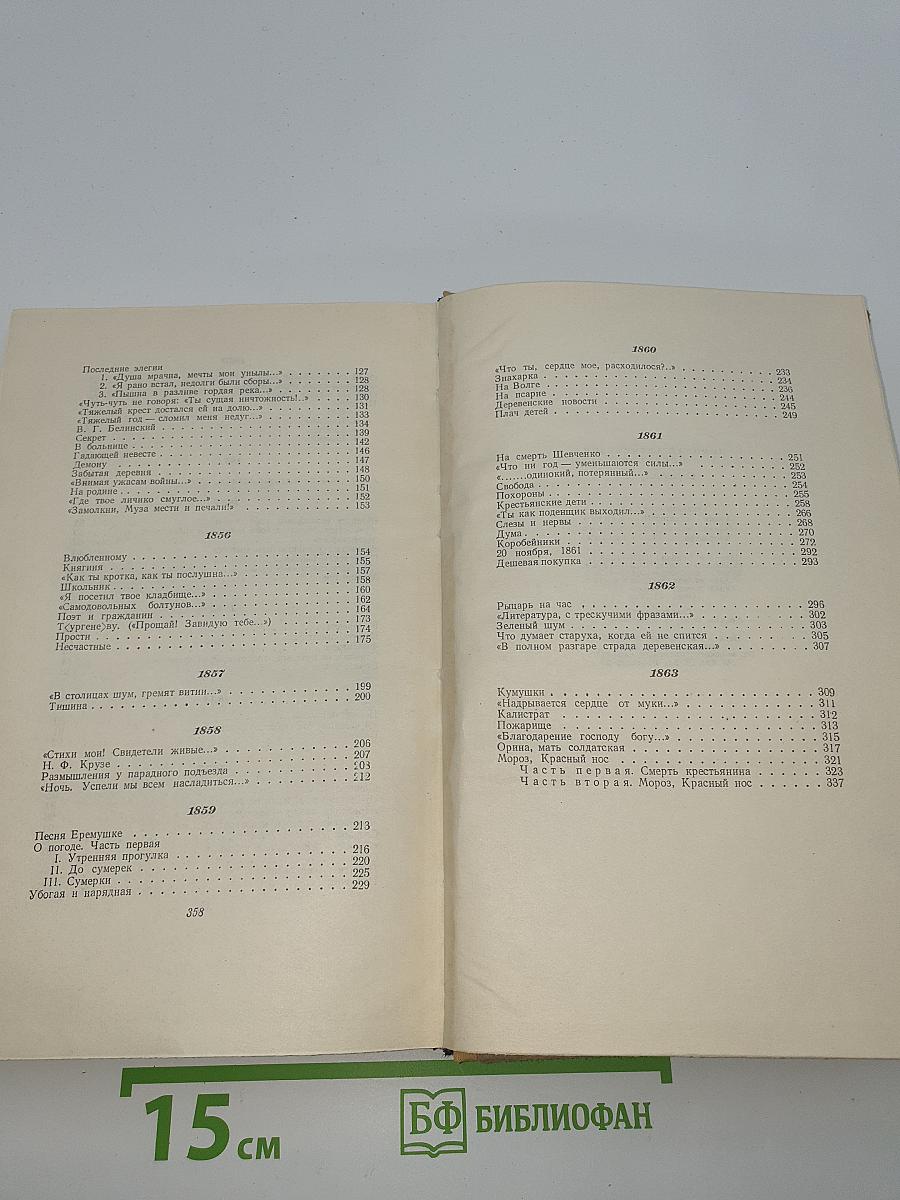 Последние элегии
1. «Душа мрачна, мечты мои унылы...» . . . . . . . . 127
2. «Я рано встал, недолги были сборы...» . . . . . . . . 128
3. «Пышна в разливе гордая река...» . . . . . . . . 128
«Чуть-чуть не говоря: «Ты сущая ничтожность!..» . . . . 130
«Тяжелый крест достался ей на долю...» . . . . . . . . 131
«Тяжелый год — сломил меня недуг...» . . . . . . . . 133
В. Г. Белинский . . . . . . . . 134
Секрет . . . . . . . . 139
В больнице . . . . . . . . 142
Гадающей невесте . . . . . . . . 146
Демону . . . . . . . . 147
Забытая деревня . . . . . . . . 148
«Внимая ужасам войны...» . . . . . . . . 150
На родине . . . . . . . . 151
«Где твое личико смуглое...» . . . . . . . . 152
«Замолкни, Муза мести и печали!» . . . . . . . . 153
1856
Влюбленному . . . . . . . . 154
Княгиня . . . . . . . . 155
«Как ты кротка, как ты послушна...» . . . . . . . . 157
Школьник . . . . . . . . 158
«Я посетил твое кладбище...» . . . . . . . . 160
«Самодовольных болтунов...» . . . . . . . . 162
Поэт и гражданин . . . . . . . . 164
Т(ургене)ву. («Прощай! Завидую тебе...») . . . . . . . . 173
Прости . . . . . . . . 174
Несчастные . . . . . . . . 175
1857
«В столицах шум, гремят витии...» . . . . . . . . 199
Тишина . . . . . . . . 200
1858
«Стихи мои! Свидетели живые...» . . . . . . . . 206
Н. Ф. Крузе . . . . . . . . 207
Размышления у парадного подъезда . . . . . . . . 208
«Ночь. Успели мы всем насладиться...» . . . . . . . . 212
1859
Песня Еремушке . . . . . . . . 213
О погоде. Часть первая
I. Утренняя прогулка . . . . . . . . 216
II. До сумерек . . . . . . . . 220
III. Сумерки . . . . . . . . 225
Убогая и нарядная . . . . . . . . 229
358
1860
«Что ты, сердце мое, расходилося?..» . . . . . . . . 233
Знахарка . . . . . . . . 234
На Волге . . . . . . . . 236
На псарне . . . . . . . . 244
Деревенские новости . . . . . . . . 245
Плач детей . . . . . . . . 249
1861
На смерть Шевченко . . . . . . . . 251
«Что ни год — уменьшаются силы...» . . . . . . . . 252
«.......одинокий, потерянный...» . . . . . . . . 253
Свобода . . . . . . . . 254
Похороны . . . . . . . . 255
Крестьянские дети . . . . . . . . 258
«Ты как поденщик выходил...» . . . . . . . . 266
Слезы и нервы . . . . . . . . 268
Дума . . . . . . . . 270
Коробейники . . . . . . . . 272
20 ноября, 1861 . . . . . . . . 292
Дешевая покупка . . . . . . . . 293
1862
Рыцарь на час . . . . . . . . 296
«Литература, с трескучими фразами...» . . . . . . . . 302
Зеленый шум . . . . . . . . 303
Что думает старуха, когда ей не спится . . . . . . . . 305
«В полном разгаре страда деревенская...» . . . . . . . . 307
1863
Кумушки . . . . . . . . 309
«Надрывается сердце от муки...» . . . . . . . . 311
Калистрат . . . . . . . . 312
Пожарище . . . . . . . . 313
«Благодарение господу богу...» . . . . . . . . 315
Орина, мать солдатская . . . . . . . . 317
Мороз, Красный нос . . . . . . . . 321
Часть первая. Смерть крестьянина . . . . . . 323
Часть вторая. Мороз, Красный нос . . . . . . 337
15 см
БФ БИБЛИОФАН